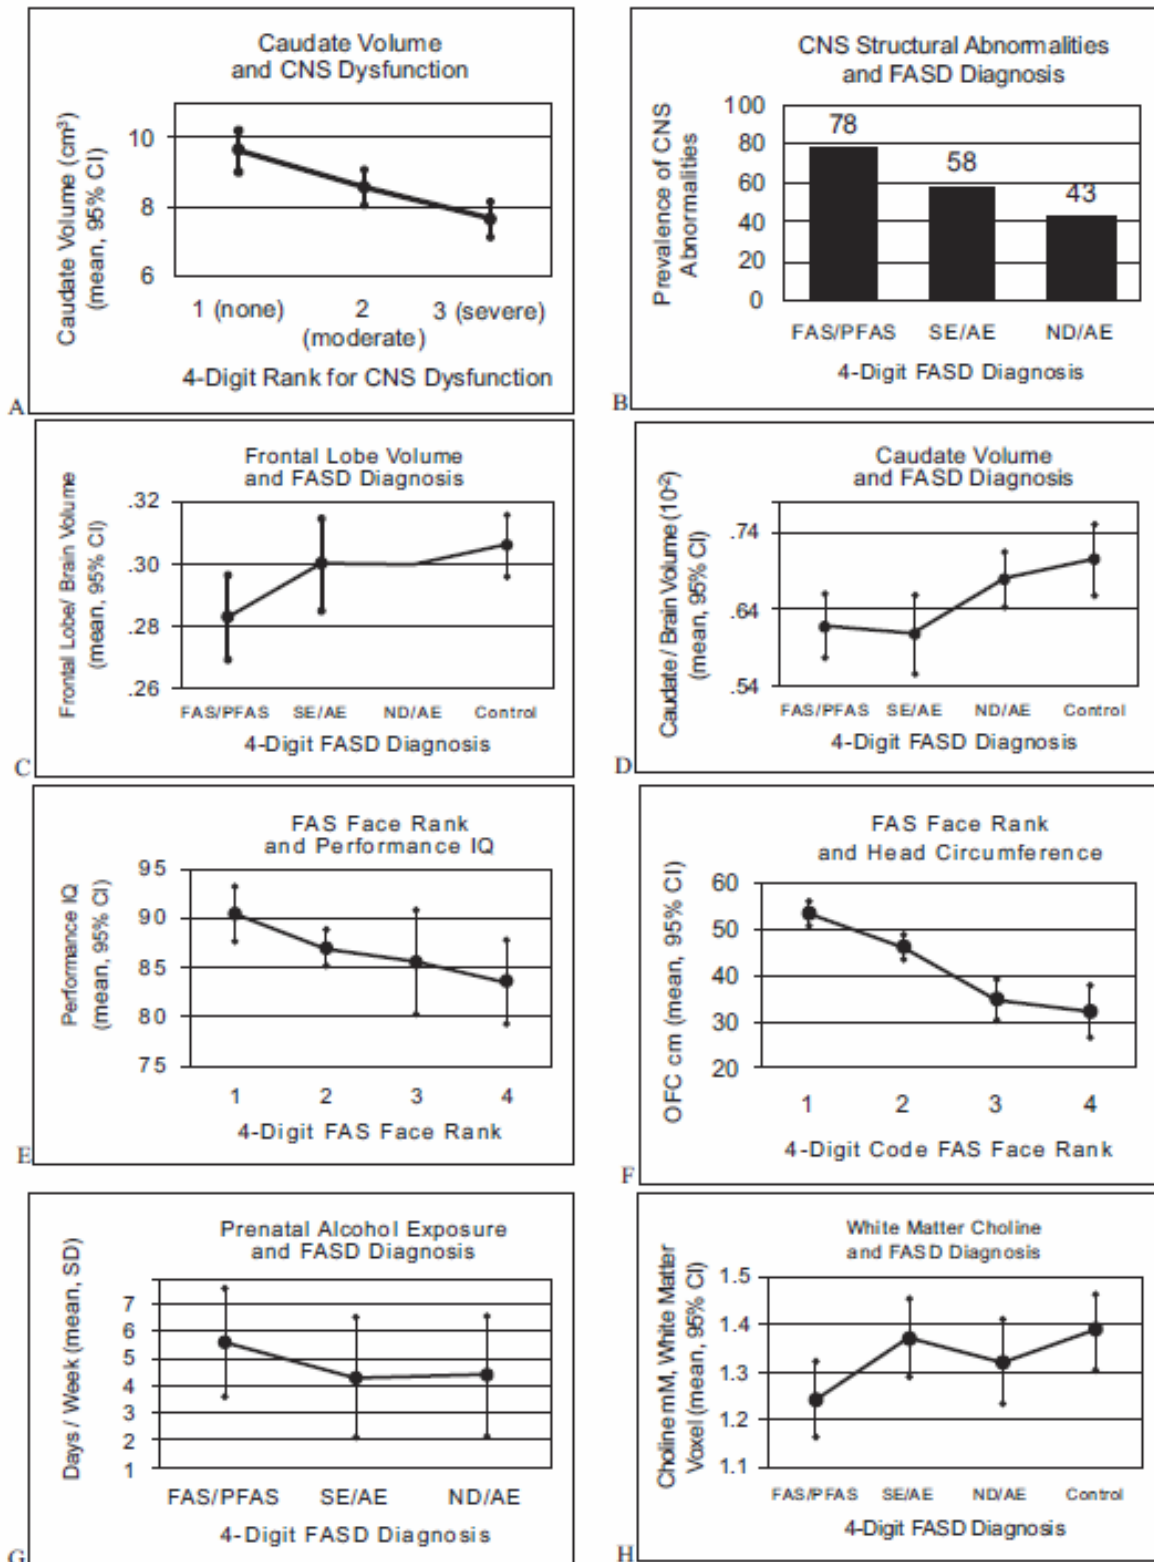 Caudate Volume
and CNS Dysfunction
Caudate Volume (cm³)
(mean, 95% CI)
10
8
6
1 (none)
2
(moderate)
3 (severe)
4-Digit Rank for CNS Dysfunction
A
CNS Structural Abnormalities
and FASD Diagnosis
Prevalence of CNS
Abnormalities
100
80
60
40
20
0
78
58
43
FAS/PFAS
SE/AE
ND/AE
4-Digit FASD Diagnosis
B
Frontal Lobe Volume
and FASD Diagnosis
Frontal Lobe/ Brain Volume
(mean, 95% CI)
.32
.30
.28
.26
FAS/PFAS
SE/AE
ND/AE
Control
4-Digit FASD Diagnosis
C
Caudate Volume
and FASD Diagnosis
Caudate/ Brain Volume (10-²)
(mean, 95% CI)
.74
.64
.54
FAS/PFAS
SE/AE
ND/AE
Control
4-Digit FASD Diagnosis
D
FAS Face Rank
and Performance IQ
Performance IQ
(mean, 95% CI)
95
90
85
80
75
1
2
3
4
4-Digit FAS Face Rank
E
FAS Face Rank
and Head Circumference
OFC cm (mean, 95% CI)
60
50
40
30
20
1
2
3
4
4-Digit Code FAS Face Rank
F
Prenatal Alcohol Exposure
and FASD Diagnosis
Days / Week (mean, SD)
7
6
5
4
3
2
1
FAS/PFAS
SE/AE
ND/AE
4-Digit FASD Diagnosis
G
White Matter Choline
and FASD Diagnosis
Choline mM, White Matter
Voxel (mean, 95% CI)
1.5
1.4
1.3
1.2
1.1
FAS/PFAS
SE/AE
ND/AE
Control
4-Digit FASD Diagnosis
H